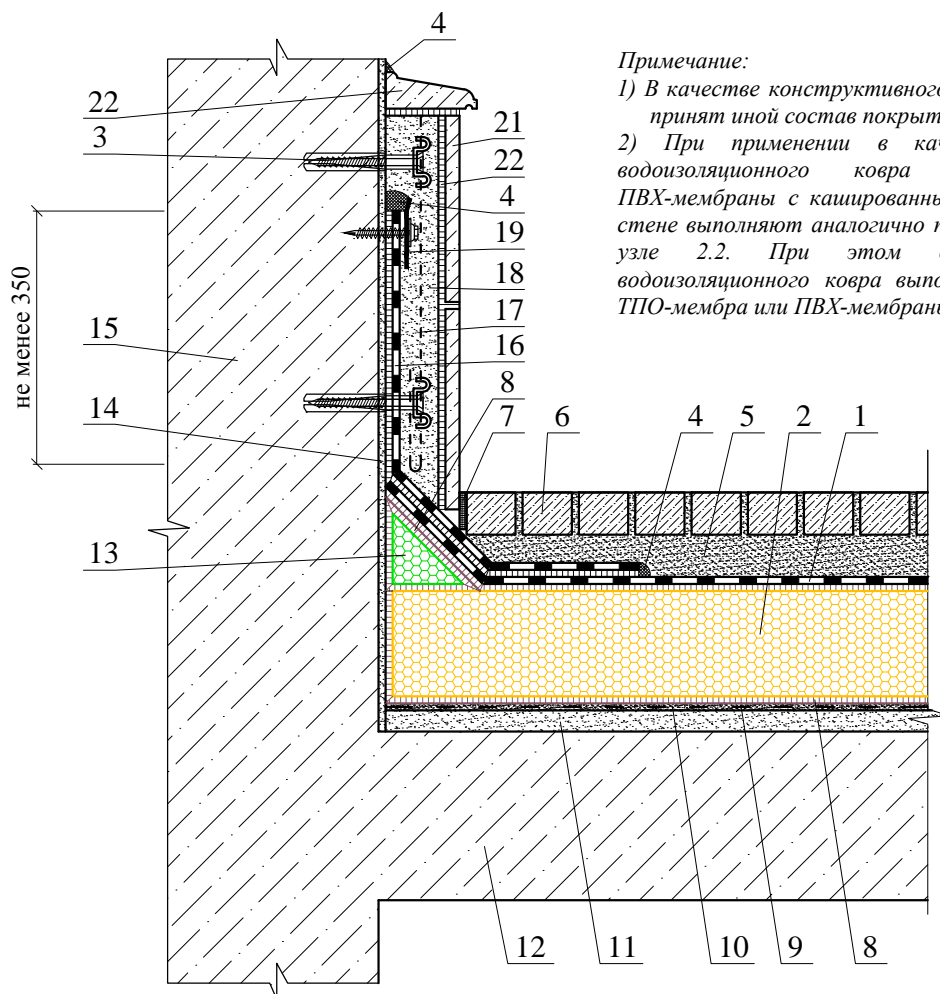 4
Примечание:
1) В качестве конструктивного
принят иной состав покрыт
2) При применении в кач
водоизоляционного ковра
ПВХ-мембраны с кашированны
стене выполняют аналогично п
узле 2.2. При этом
водоизоляционного ковра выпо
ТПО-мембра или ПВХ-мембраны
22
3
21
22
4
19
18
17
16
8
7
6
4
5
2
1
не менее 350
15
14
13
12
11
10
9
8